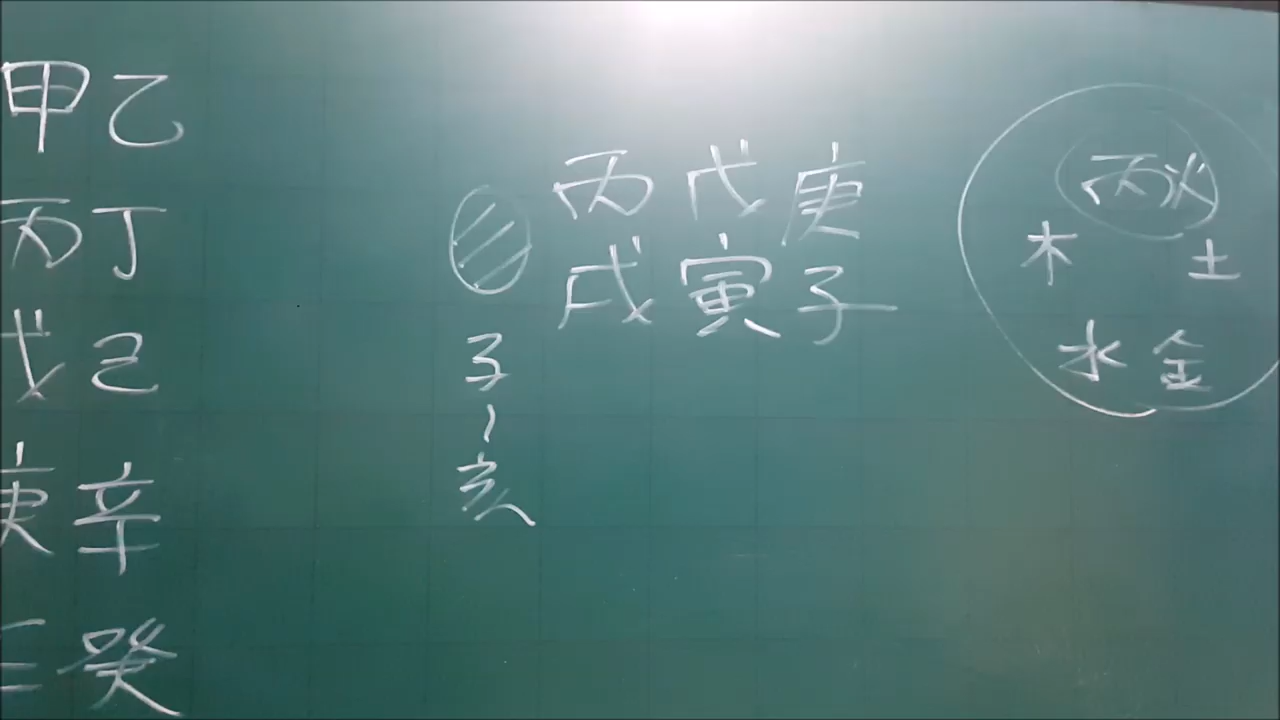 甲乙
丙丁
戊己
庚辛
癸
子
~
亥
丙戊庚
戌寅子
丙火
木 土
水 金